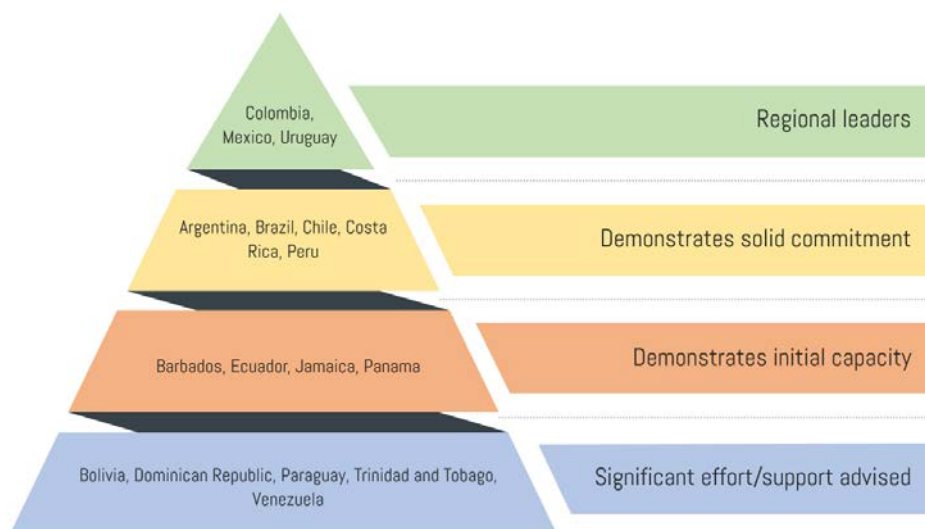 Colombia,
Mexico, Uruguay
Regional leaders
Argentina, Brazil, Chile, Costa
Rica, Peru
Demonstrates solid commitment
Barbados, Ecuador, Jamaica, Panama
Demonstrates initial capacity
Bolivia, Dominican Republic, Paraguay, Trinidad and Tobago,
Venezuela
Significant effort/support advised